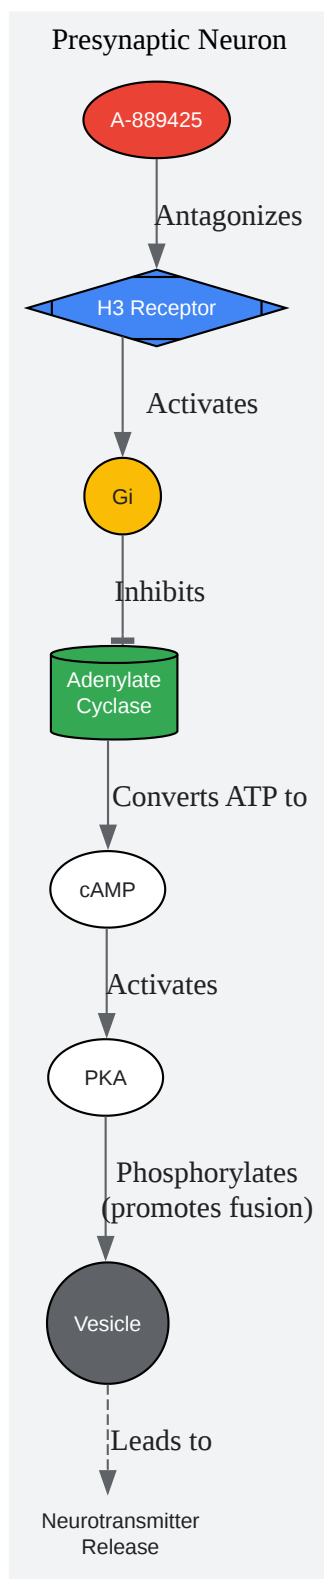 Presynaptic Neuron
A-889425
Antagonizes
H3 Receptor
Activates
Gi
Inhibits
Adenylate
Cyclase
Converts ATP to
cAMP
Activates
PKA
Phosphorylates
(promotes fusion)
Vesicle
Leads to
Neurotransmitter
Release